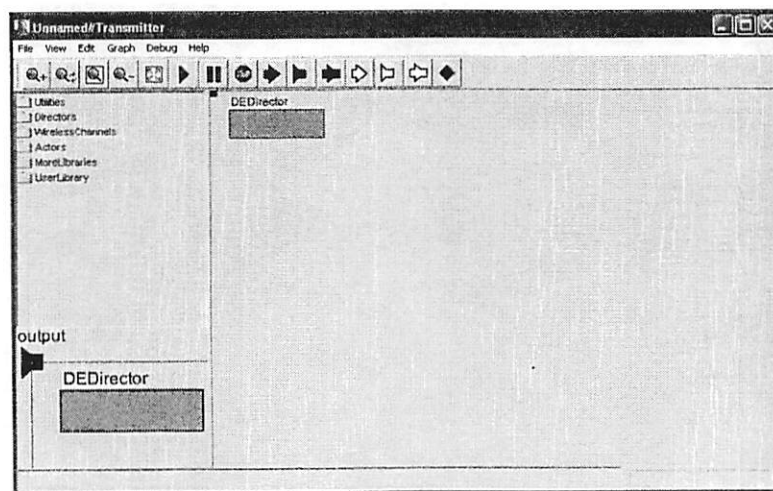 Unnamed#Transmitter
File View Edit Graph Debug Help
Utilities
Directors
WirelessChannels
Actors
MoreLibraries
UserLibrary
DEDirector
output
DEDirector